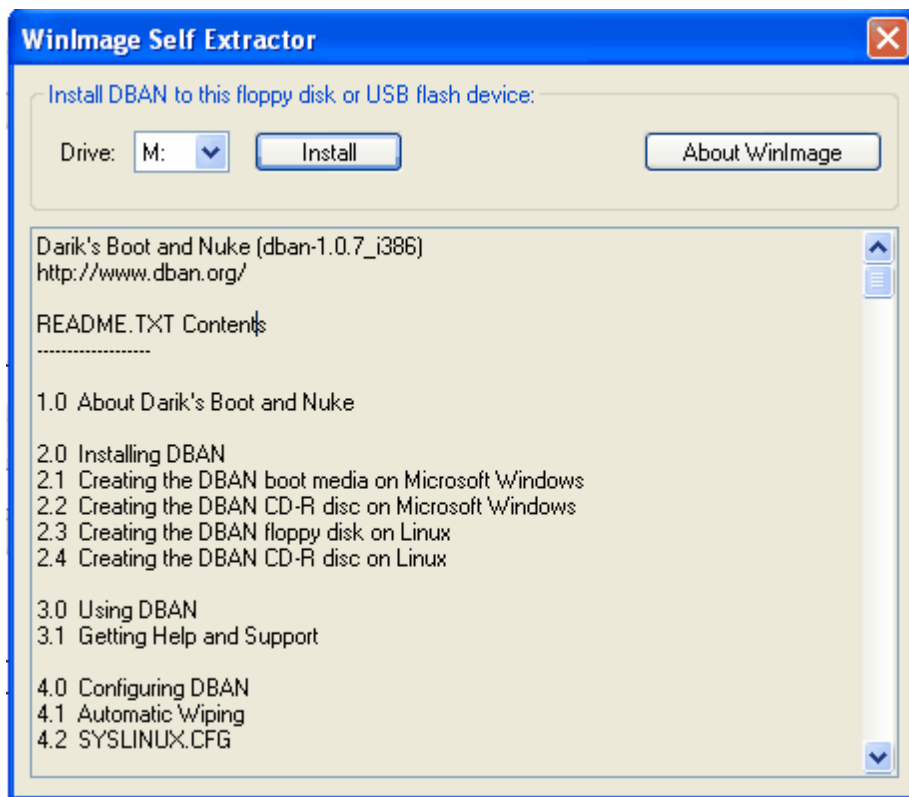 WinImage Self Extractor
Install DBAN to this floppy disk or USB flash device:
Drive: M: Install About WinImage
Darik's Boot and Nuke (dban-1.0.7_i386)
http://www.dban.org/
README.TXT Contents
-------------------
1.0 About Darik's Boot and Nuke
2.0 Installing DBAN
2.1 Creating the DBAN boot media on Microsoft Windows
2.2 Creating the DBAN CD-R disc on Microsoft Windows
2.3 Creating the DBAN floppy disk on Linux
2.4 Creating the DBAN CD-R disc on Linux
3.0 Using DBAN
3.1 Getting Help and Support
4.0 Configuring DBAN
4.1 Automatic Wiping
4.2 SYSLINUX.CFG